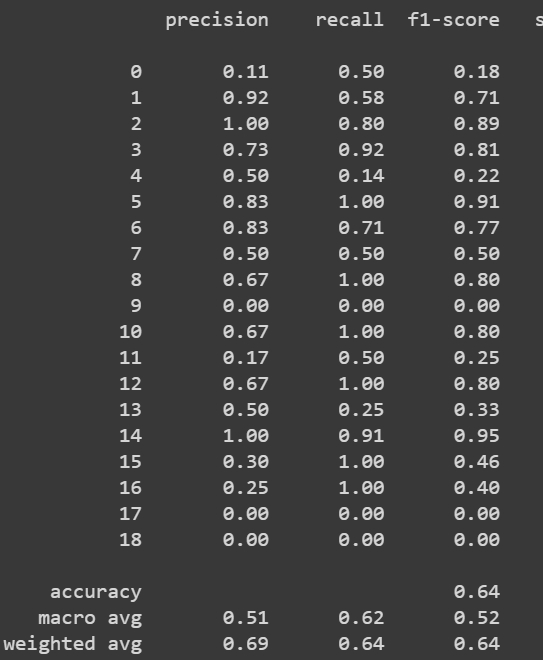 precision recall f1-score s
0 0.11 0.50 0.18
1 0.92 0.58 0.71
2 1.00 0.80 0.89
3 0.73 0.92 0.81
4 0.50 0.14 0.22
5 0.83 1.00 0.91
6 0.83 0.71 0.77
7 0.50 0.50 0.50
8 0.67 1.00 0.80
9 0.00 0.00 0.00
10 0.67 1.00 0.80
11 0.17 0.50 0.25
12 0.67 1.00 0.80
13 0.50 0.25 0.33
14 1.00 0.91 0.95
15 0.30 1.00 0.46
16 0.25 1.00 0.40
17 0.00 0.00 0.00
18 0.00 0.00 0.00
accuracy 0.64
macro avg 0.51 0.62 0.52
weighted avg 0.69 0.64 0.64